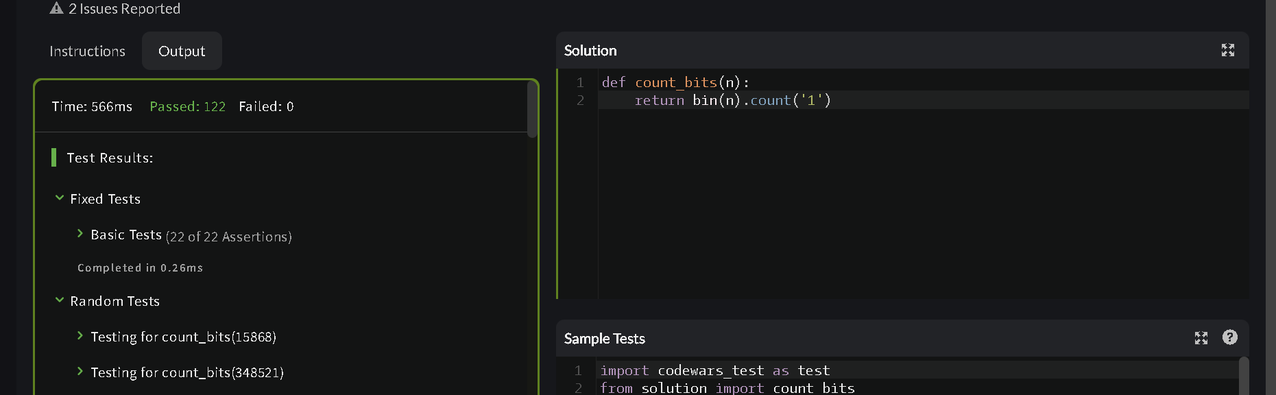 2 Issues Reported
Instructions
Output
Time: 566ms Passed: 122 Failed: 0
Test Results:
Fixed Tests
Basic Tests (22 of 22 Assertions)
Completed in 0.26ms
Random Tests
Testing for count_bits(15868)
Testing for count_bits(348521)
Solution
1 def count_bits(n):
2     return bin(n).count('1')
Sample Tests
1 import codewars_test as test
2 from solution import count_bits